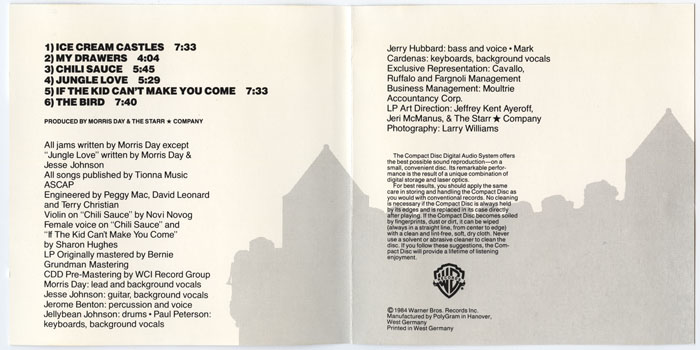 1) ICE CREAM CASTLES 7:33
2) MY DRAWERS 4:04
3) CHILI SAUCE 5:45
4) JUNGLE LOVE 5:29
5) IF THE KID CAN'T MAKE YOU COME 7:33
6) THE BIRD 7:40
PRODUCED BY MORRIS DAY & THE STARR ★ COMPANY
All jams written by Morris Day except
"Jungle Love" written by Morris Day &
Jesse Johnson
All songs published by Tionna Music
ASCAP
Engineered by Peggy Mac, David Leonard
and Terry Christian
Violin on "Chili Sauce" by Novi Novog
Female voice on "Chili Sauce" and
"If The Kid Can't Make You Come"
by Sharon Hughes
LP Originally mastered by Bernie
Grundman Mastering
CDD Pre-Mastering by WCI Record Group
Morris Day: lead and background vocals
Jesse Johnson: guitar, background vocals
Jerome Benton: percussion and voice
Jellybean Johnson: drums • Paul Peterson:
keyboards, background vocals
Jerry Hubbard: bass and voice • Mark
Cardenas: keyboards, background vocals
Exclusive Representation: Cavallo,
Ruffalo and Fargnoli Management
Business Management: Moultrie
Accountancy Corp.
LP Art Direction: Jeffrey Kent Ayeroff,
Jeri McManus, & The Starr ★ Company
Photography: Larry Williams
The Compact Disc Digital Audio System offers
the best possible sound reproduction—on a
small, convenient disc. Its remarkable perfor-
mance is the result of a unique combination of
digital storage and laser optics.
For best results, you should apply the same
care in storing and handling the Compact Disc as
you would with conventional records. No cleaning
is necessary if the Compact Disc is always held
by its edges and is replaced in its case directly
after playing. If the Compact Disc becomes soiled
by fingerprints, dust or dirt, it can be wiped
(always in a straight line, from center to edge)
with a clean and lint-free, soft, dry cloth. Never
use a solvent or abrasive cleaner to clean the
disc. If you follow these suggestions, the Com-
pact Disc will provide a lifetime of listening
enjoyment.
© 1984 Warner Bros. Records Inc.
Manufactured by PolyGram in Hanover,
West Germany
Printed in West Germany